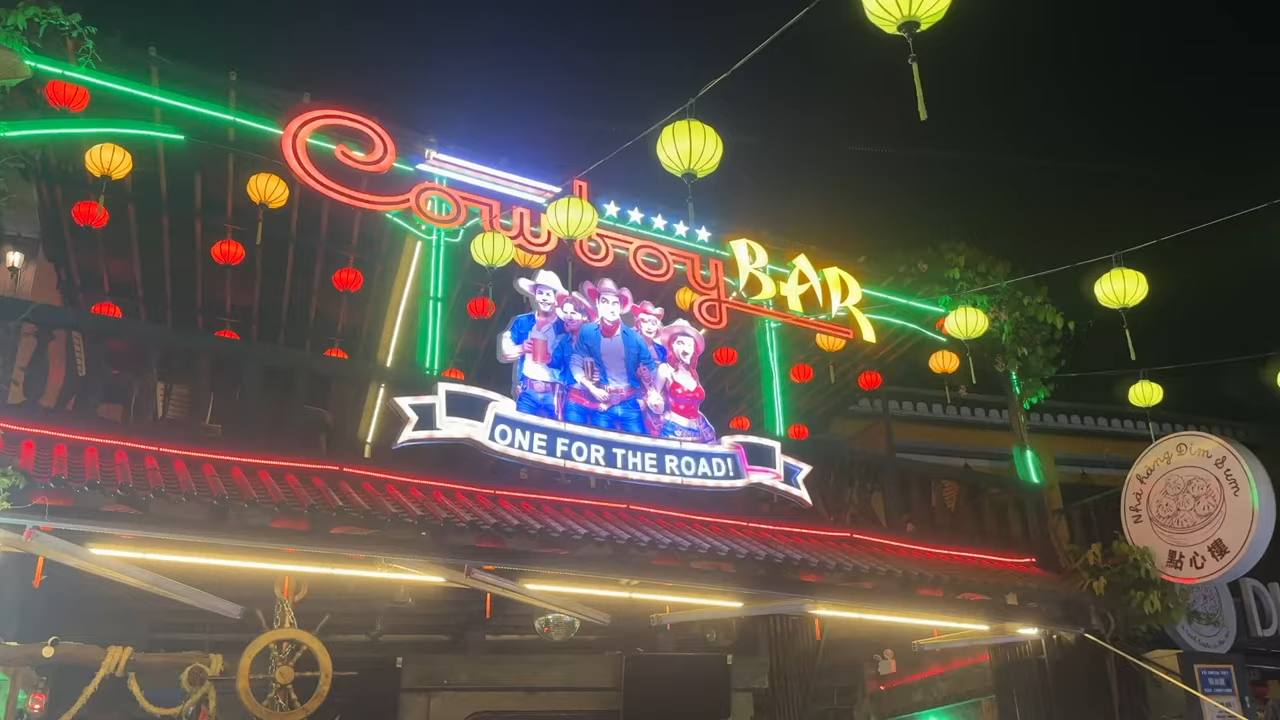 Cowboy BAR
ONE FOR THE ROAD!
Nhà hàng Dim Sum
點心樓
D